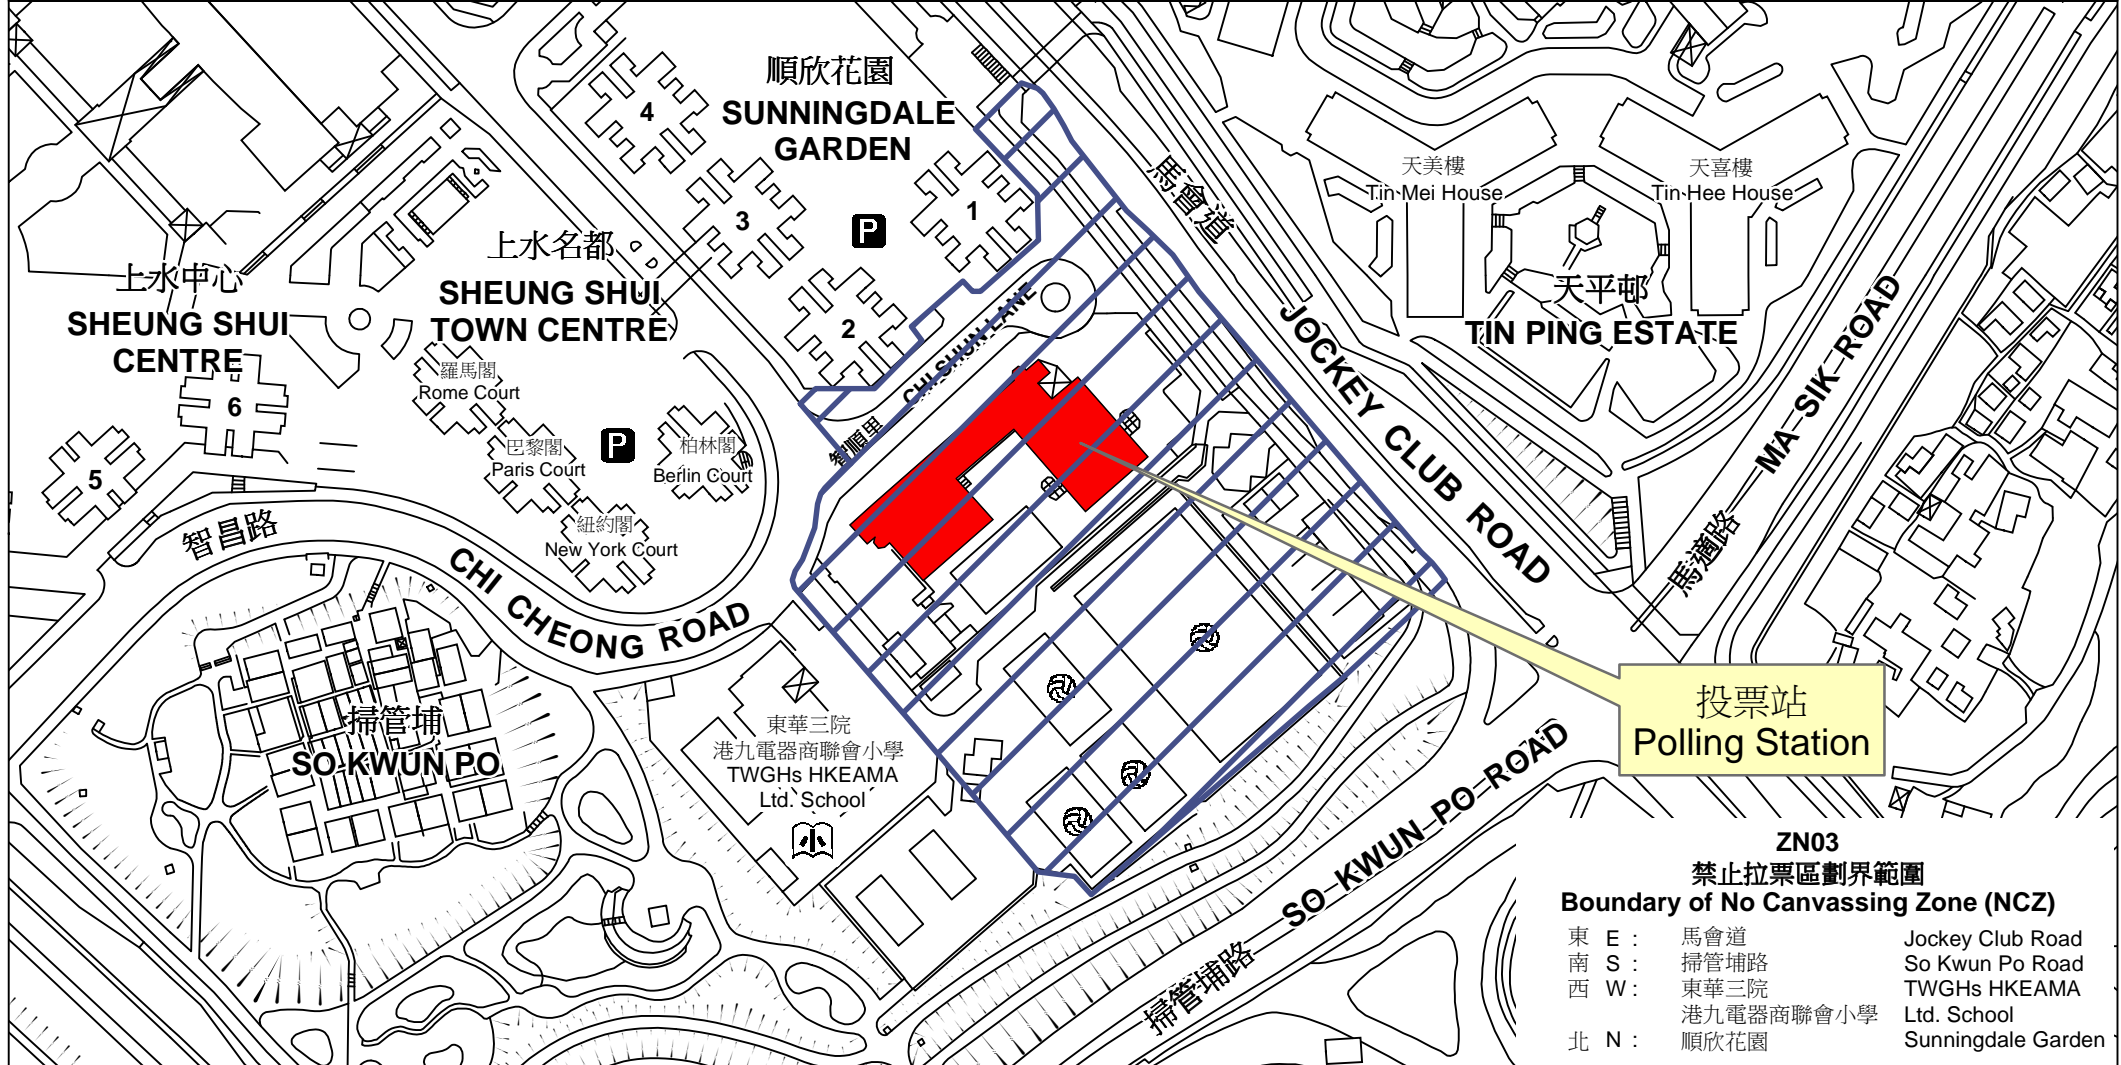 順欣花園
SUNNINGDALE
GARDEN
4
3
1
2
P
上水名都
SHEUNG SHUI
TOWN CENTRE
上水中心
SHEUNG SHUI
CENTRE
6
5
羅馬閣
Rome Court
巴黎閣
Paris Court
P
柏林閣
Berlin Court
紐約閣
New York Court
智昌路
CHI CHEONG ROAD
智順里
CHI SHUN LANE
馬會道
JOCKEY CLUB ROAD
天美樓
Tin Mei House
天喜樓
Tin Hee House
天平邨
TIN PING ESTATE
MA SIK ROAD
馬適路
掃管埔
SO KWUN PO
東華三院
港九電器商聯會小學
TWGHs HKEAMA
Ltd. School
掃管埔路
SO KWUN PO ROAD
投票站
Polling Station
ZN03
禁止拉票區劃界範圍
Boundary of No Canvassing Zone (NCZ)
東 E : 馬會道 Jockey Club Road
南 S : 掃管埔路 So Kwun Po Road
西 W : 東華三院 TWGHs HKEAMA
港九電器商聯會小學 Ltd. School
北 N : 順欣花園 Sunningdale Garden